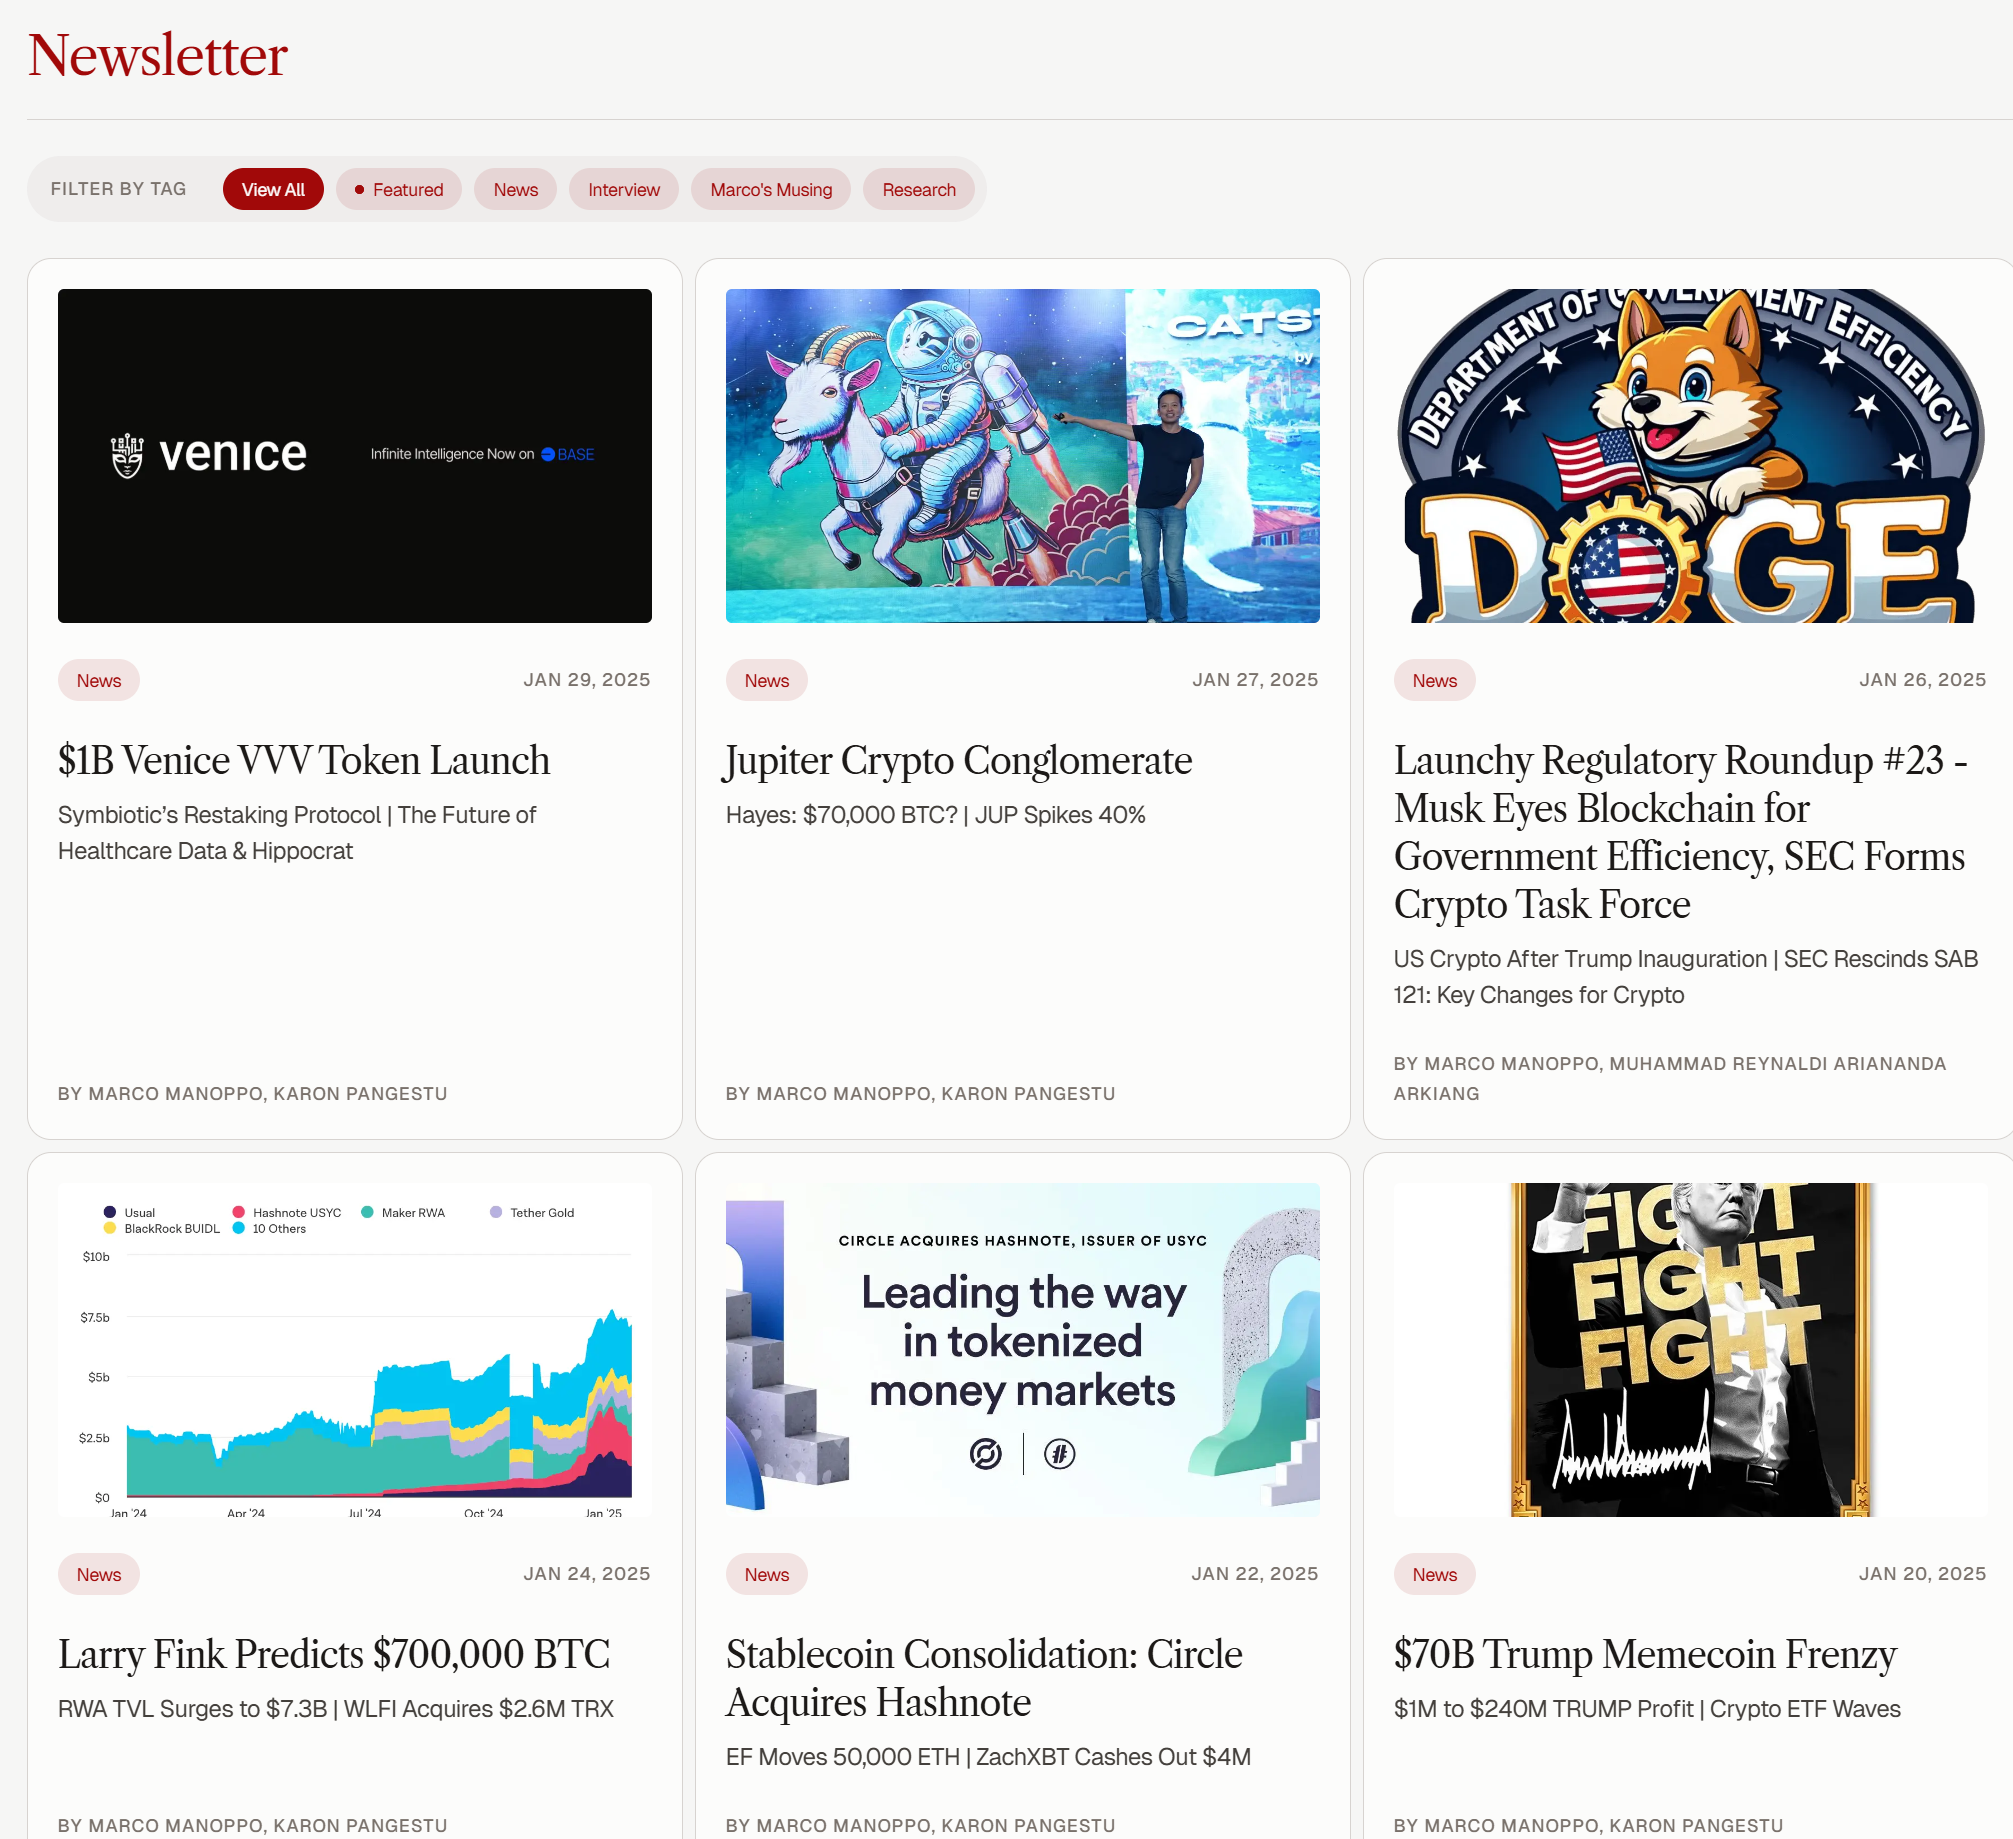 Newsletter
FILTER BY TAG
View All
Featured
News
Interview
Marco's Musing
Research
venice
Infinite Intelligence Now on BASE
News
JAN 29, 2025
$1B Venice VVV Token Launch
Symbiotic’s Restaking Protocol | The Future of
Healthcare Data & Hippocrat
BY MARCO MANOPPO, KARON PANGESTU
CATS
by
News
JAN 27, 2025
Jupiter Crypto Conglomerate
Hayes: $70,000 BTC? | JUP Spikes 40%
BY MARCO MANOPPO, KARON PANGESTU
DEPARTMENT OF GOVERNMENT EFFICIENCY
DOGE
News
JAN 26, 2025
Launchy Regulatory Roundup #23 -
Musk Eyes Blockchain for
Government Efficiency, SEC Forms
Crypto Task Force
US Crypto After Trump Inauguration | SEC Rescinds SAB
121: Key Changes for Crypto
BY MARCO MANOPPO, MUHAMMAD REYNALDI ARIANANDA
ARKIANG
Usual
Hashnote USYC
Maker RWA
Tether Gold
BlackRock BUIDL
10 Others
$10b
$7.5b
$5b
$2.5b
$0
Jan '24
Apr '24
Jul '24
Oct '24
Jan '25
News
JAN 24, 2025
Larry Fink Predicts $700,000 BTC
RWA TVL Surges to $7.3B | WLFI Acquires $2.6M TRX
BY MARCO MANOPPO, KARON PANGESTU
CIRCLE ACQUIRES HASHNOTE, ISSUER OF USYC
Leading the way
in tokenized
money markets
News
JAN 22, 2025
Stablecoin Consolidation: Circle
Acquires Hashnote
EF Moves 50,000 ETH | ZachXBT Cashes Out $4M
BY MARCO MANOPPO, KARON PANGESTU
FIGHT
FIGHT
FIGHT
News
JAN 20, 2025
$70B Trump Memecoin Frenzy
$1M to $240M TRUMP Profit | Crypto ETF Waves
BY MARCO MANOPPO, KARON PANGESTU